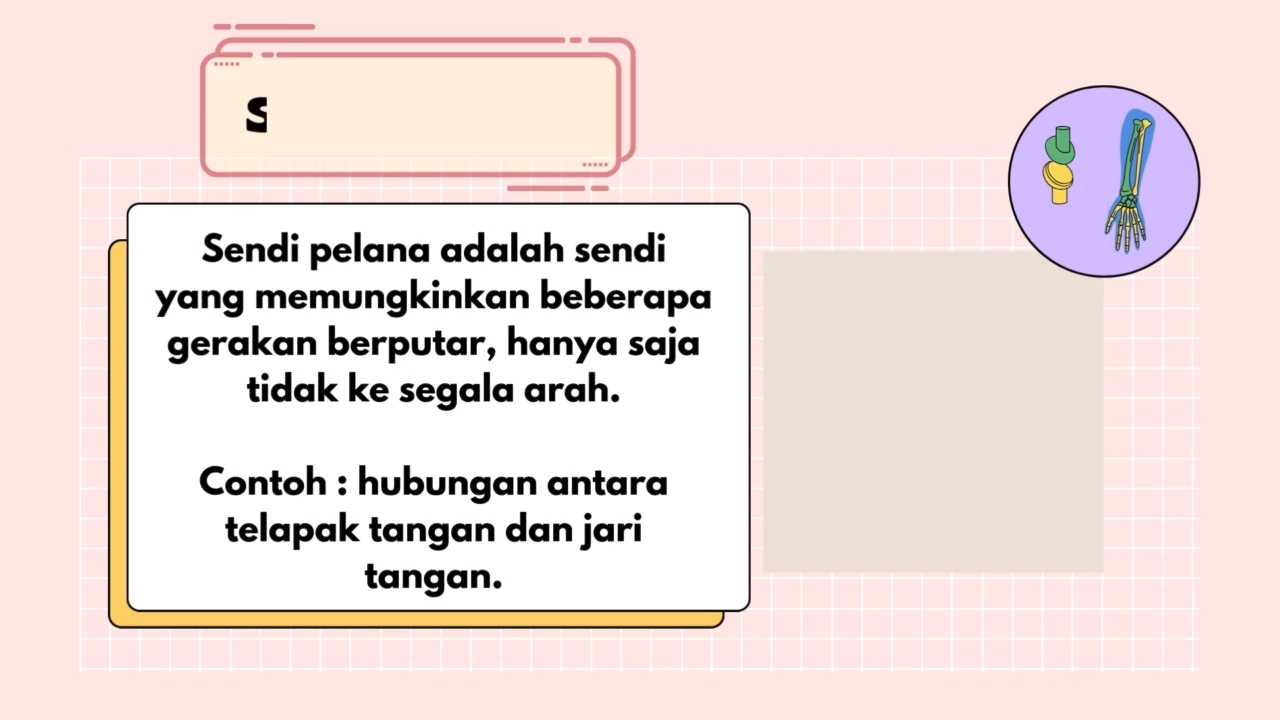 S
Sendi pelana adalah sendi
yang memungkinkan beberapa
gerakan berputar, hanya saja
tidak ke segala arah.
Contoh : hubungan antara
telapak tangan dan jari
tangan.